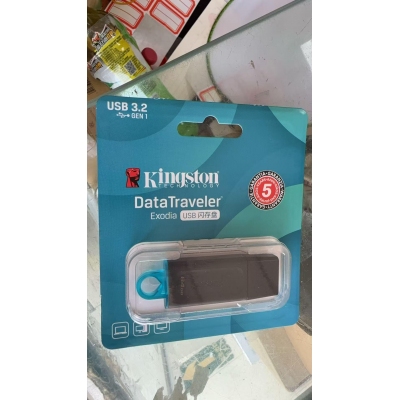 USB 3.2
GEN 1
Kingston
TECHNOLOGY
DataTraveler
Exodia USB 闪存盘
5